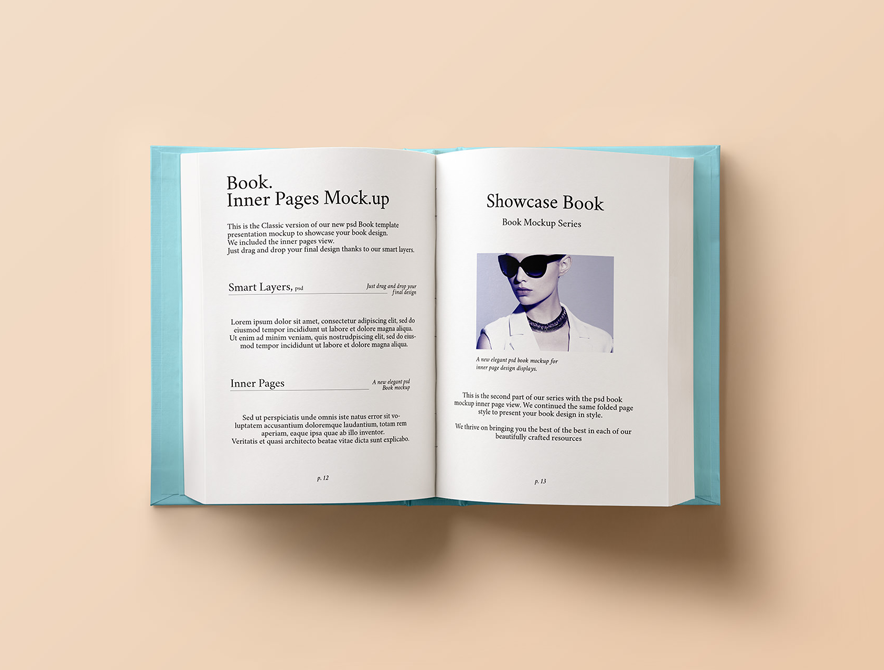 Book.
Inner Pages Mock.up
This is the Classic version of our new psd Book template
presentation mockup to showcase your book design.
We included the inner pages view.
Just drag and drop your final design thanks to our smart layers.
Smart Layers, psd
Just drag and drop your
final design
Lorem ipsum dolor sit amet, consectetur adipiscing elit, sed do
eiusmod tempor incididunt ut labore et dolore magna aliqua.
Ut enim ad minim veniam, quis nostrudpiscing elit, sed do eius-
mod tempor incididunt ut labore et dolore magna aliqua.
Inner Pages
A new elegant psd
Book mockup
Sed ut perspiciatis unde omnis iste natus error sit vo-
luptatem accusantium doloremque laudantium, totam rem
aperiam, eaque ipsa quae ab illo inventor.
Veritatis et quasi architecto beatae vitae dicta sunt explicabo.
p. 12
Showcase Book
Book Mockup Series
A new elegant psd book mockup for
inner page design displays.
This is the second part of our series with the psd book
mockup inner page view. We continued the same folded page
style to present your book design in style.
We thrive on bringing you the best of the best in each of our
beautifully crafted resources
p. 13